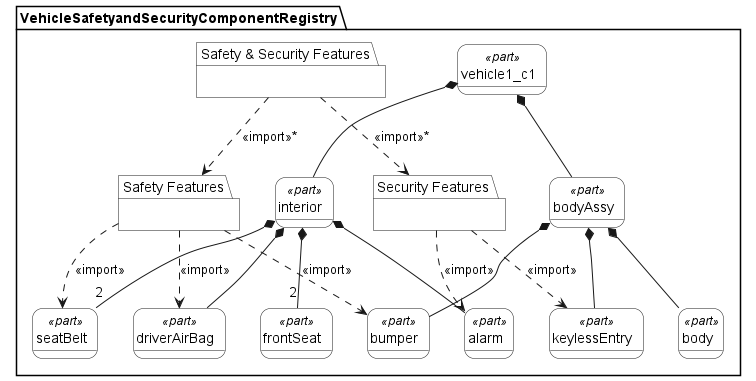 VehicleSafetyandSecurityComponentRegistry
Safety & Security Features
«part»
vehicle1_c1
«import»*
«import»*
Safety Features
«part»
interior
Security Features
«part»
bodyAssy
«import»
«import»
«import»
«import»
«import»
2
2
«part»
seatBelt
«part»
driverAirBag
«part»
frontSeat
«part»
bumper
«part»
alarm
«part»
keylessEntry
«part»
body